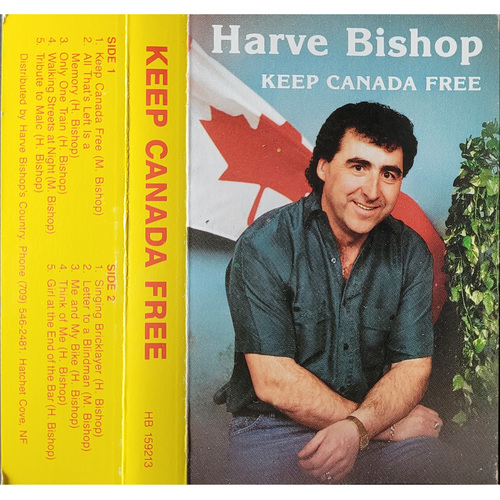 Harve Bishop
KEEP CANADA FREE
KEEP CANADA FREE
HB 159213
SIDE 1
1. Keep Canada Free (M. Bishop)
2. All That's Left Is a
Memory (H. Bishop)
3. Only One Train (H. Bishop)
4. Walking Streets at Night (M. Bishop)
5. Tribute to Malc (H. Bishop)
SIDE 2
1. Singing Bricklayer (H. Bishop)
2. Letter to a Blindman (M. Bishop)
3. Me and My Bike (H. Bishop)
4. Think of Me (H. Bishop)
5. Girl at the End of the Bar (H. Bishop)
Distributed by Harve Bishop's Country. Phone (709) 546-2481. Hatchet Cove, NF